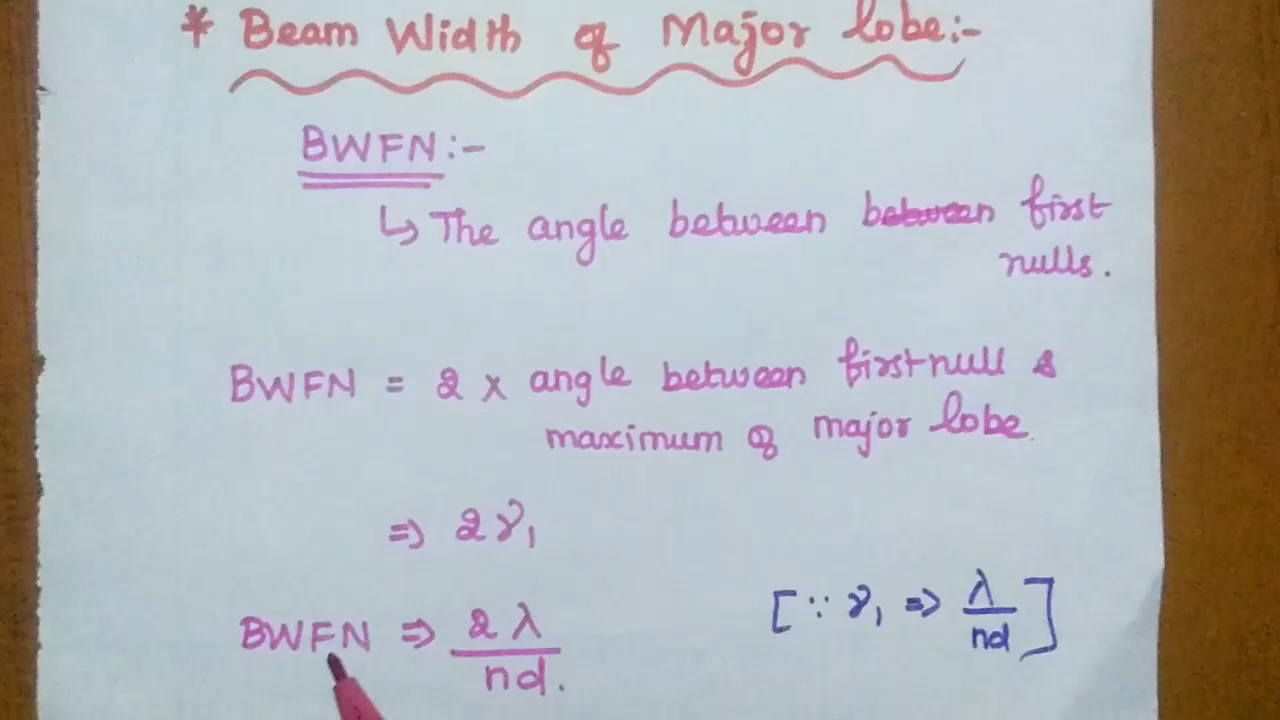 * Beam Width of Major lobe:-
BWFN:-
↳ The angle between between first
nulls.
BWFN = 2 x angle between first null &
maximum of major lobe.
⇒ 2γ₁
BWFN ⇒ 2λ/nd.
[∵ γ₁ ⇒ λ/nd]